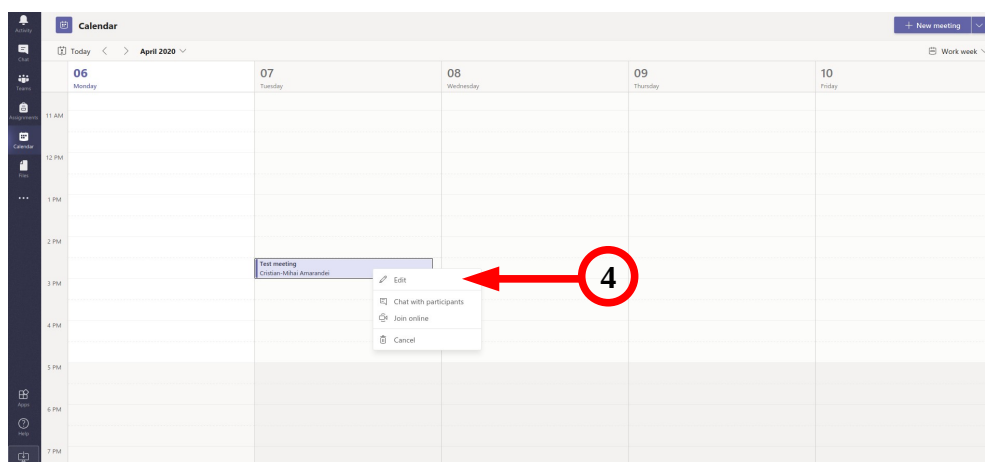 Activity
Calendar
+ New meeting
Chat
Today
April 2020
Work week
Teams
06
Monday
07
Tuesday
08
Wednesday
09
Thursday
10
Friday
Assignments
11 AM
Calendar
12 PM
Files
1 PM
2 PM
Test meeting
Cristian-Mihai Amarandei
3 PM
Edit
4
Chat with participants
Join online
4 PM
Cancel
5 PM
Apps
6 PM
Help
7 PM